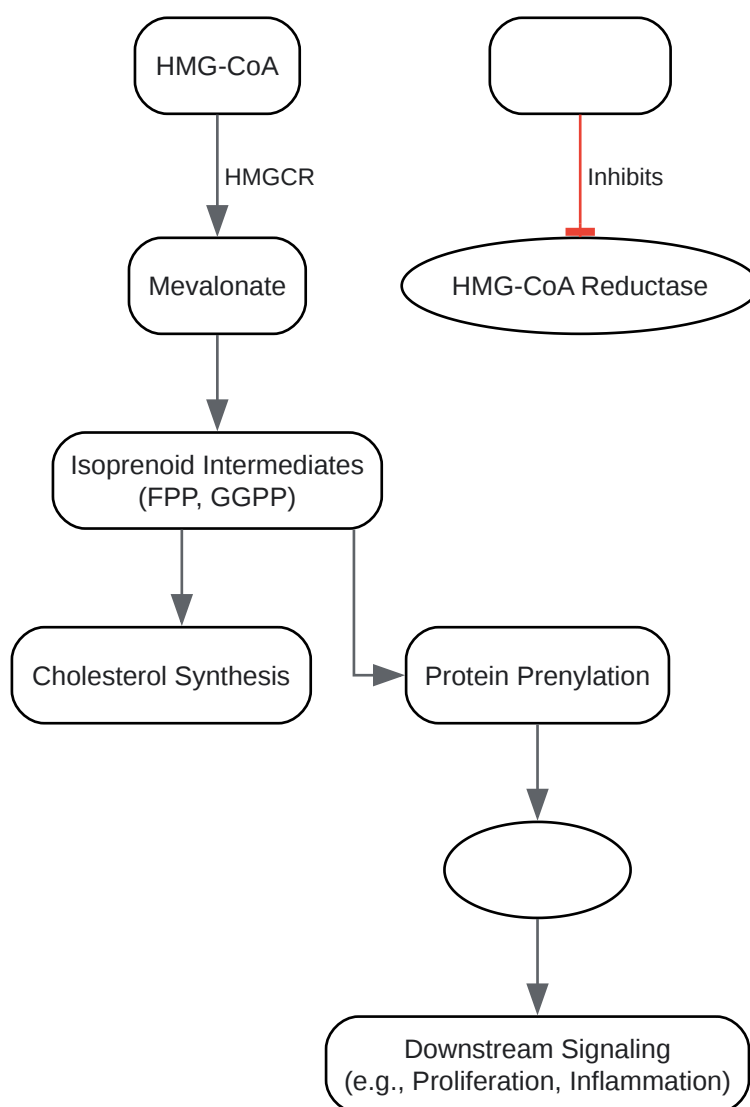 HMG-CoA
HMGCR
Inhibits
Mevalonate
HMG-CoA Reductase
Isoprenoid Intermediates
(FPP, GGPP)
Cholesterol Synthesis
Protein Prenylation
Downstream Signaling
(e.g., Proliferation, Inflammation)